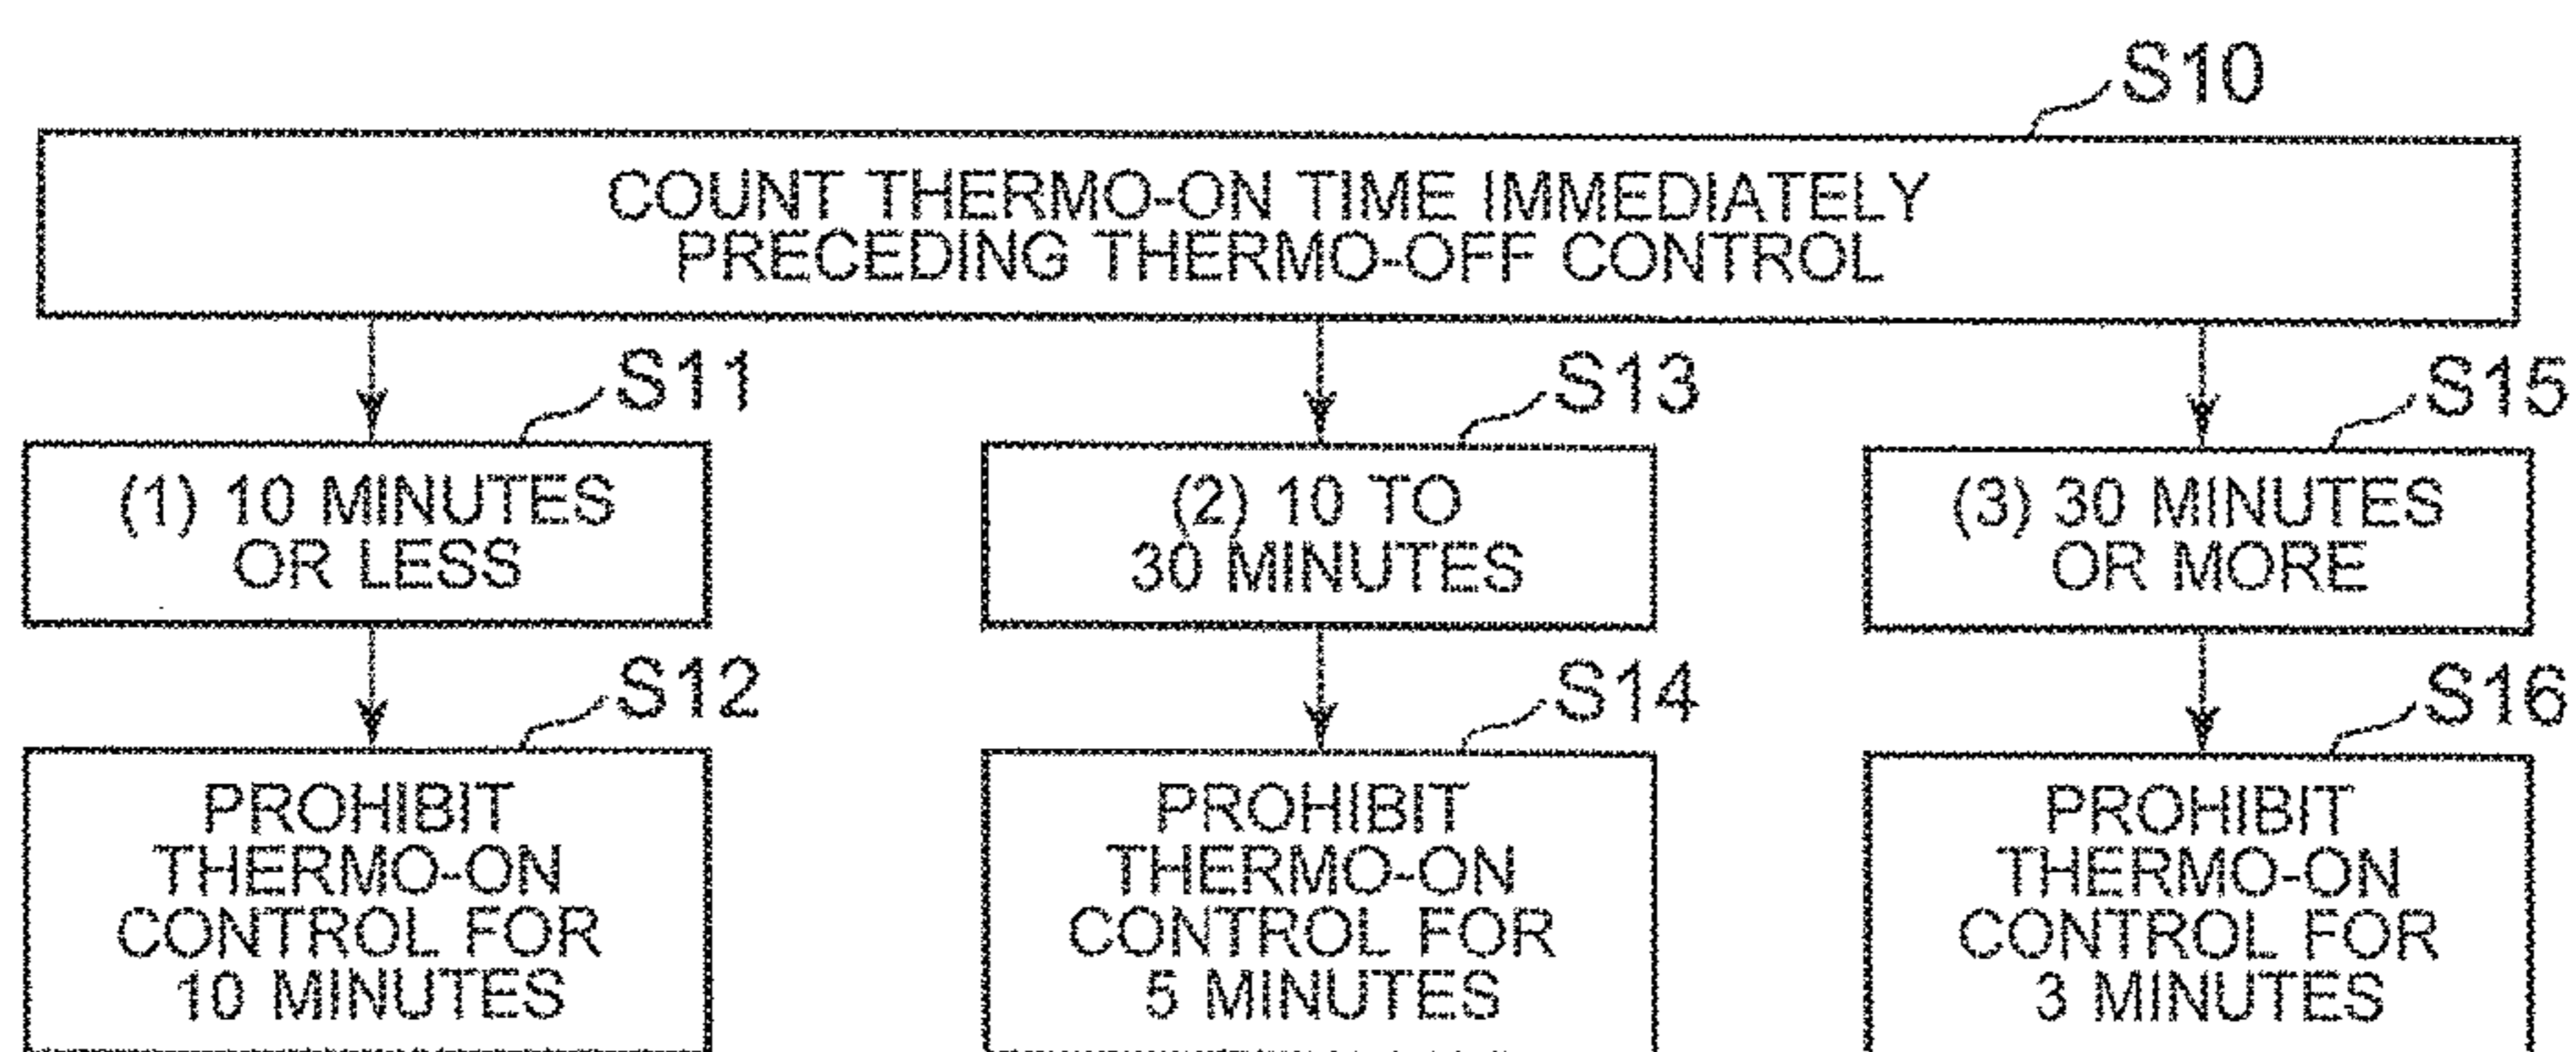 S10
COUNT THERMO-ON TIME IMMEDIATELY
PRECEDING THERMO-OFF CONTROL
S11
(1) 10 MINUTES
OR LESS
S12
PROHIBIT
THERMO-ON
CONTROL FOR
10 MINUTES
S13
(2) 10 TO
30 MINUTES
S14
PROHIBIT
THERMO-ON
CONTROL FOR
5 MINUTES
S15
(3) 30 MINUTES
OR MORE
S16
PROHIBIT
THERMO-ON
CONTROL FOR
3 MINUTES